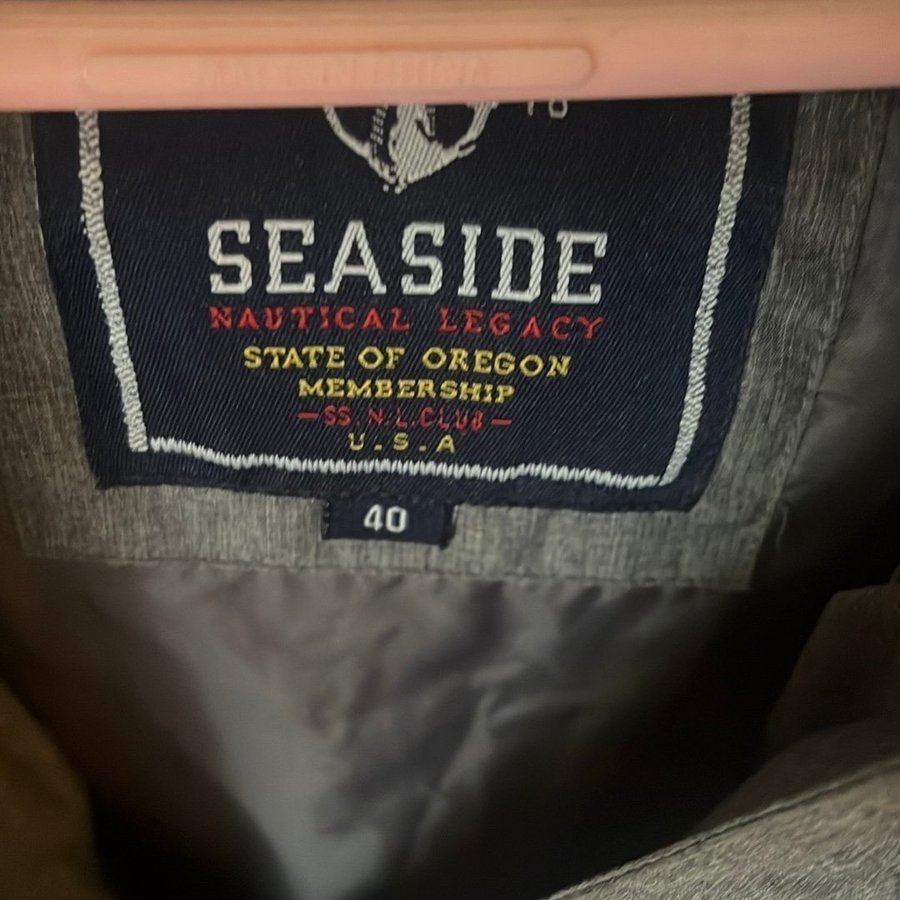 SEASIDE
NAUTICAL LEGACY
STATE OF OREGON
MEMBERSHIP
—SS.N.L.CLUB—
U.S.A
40